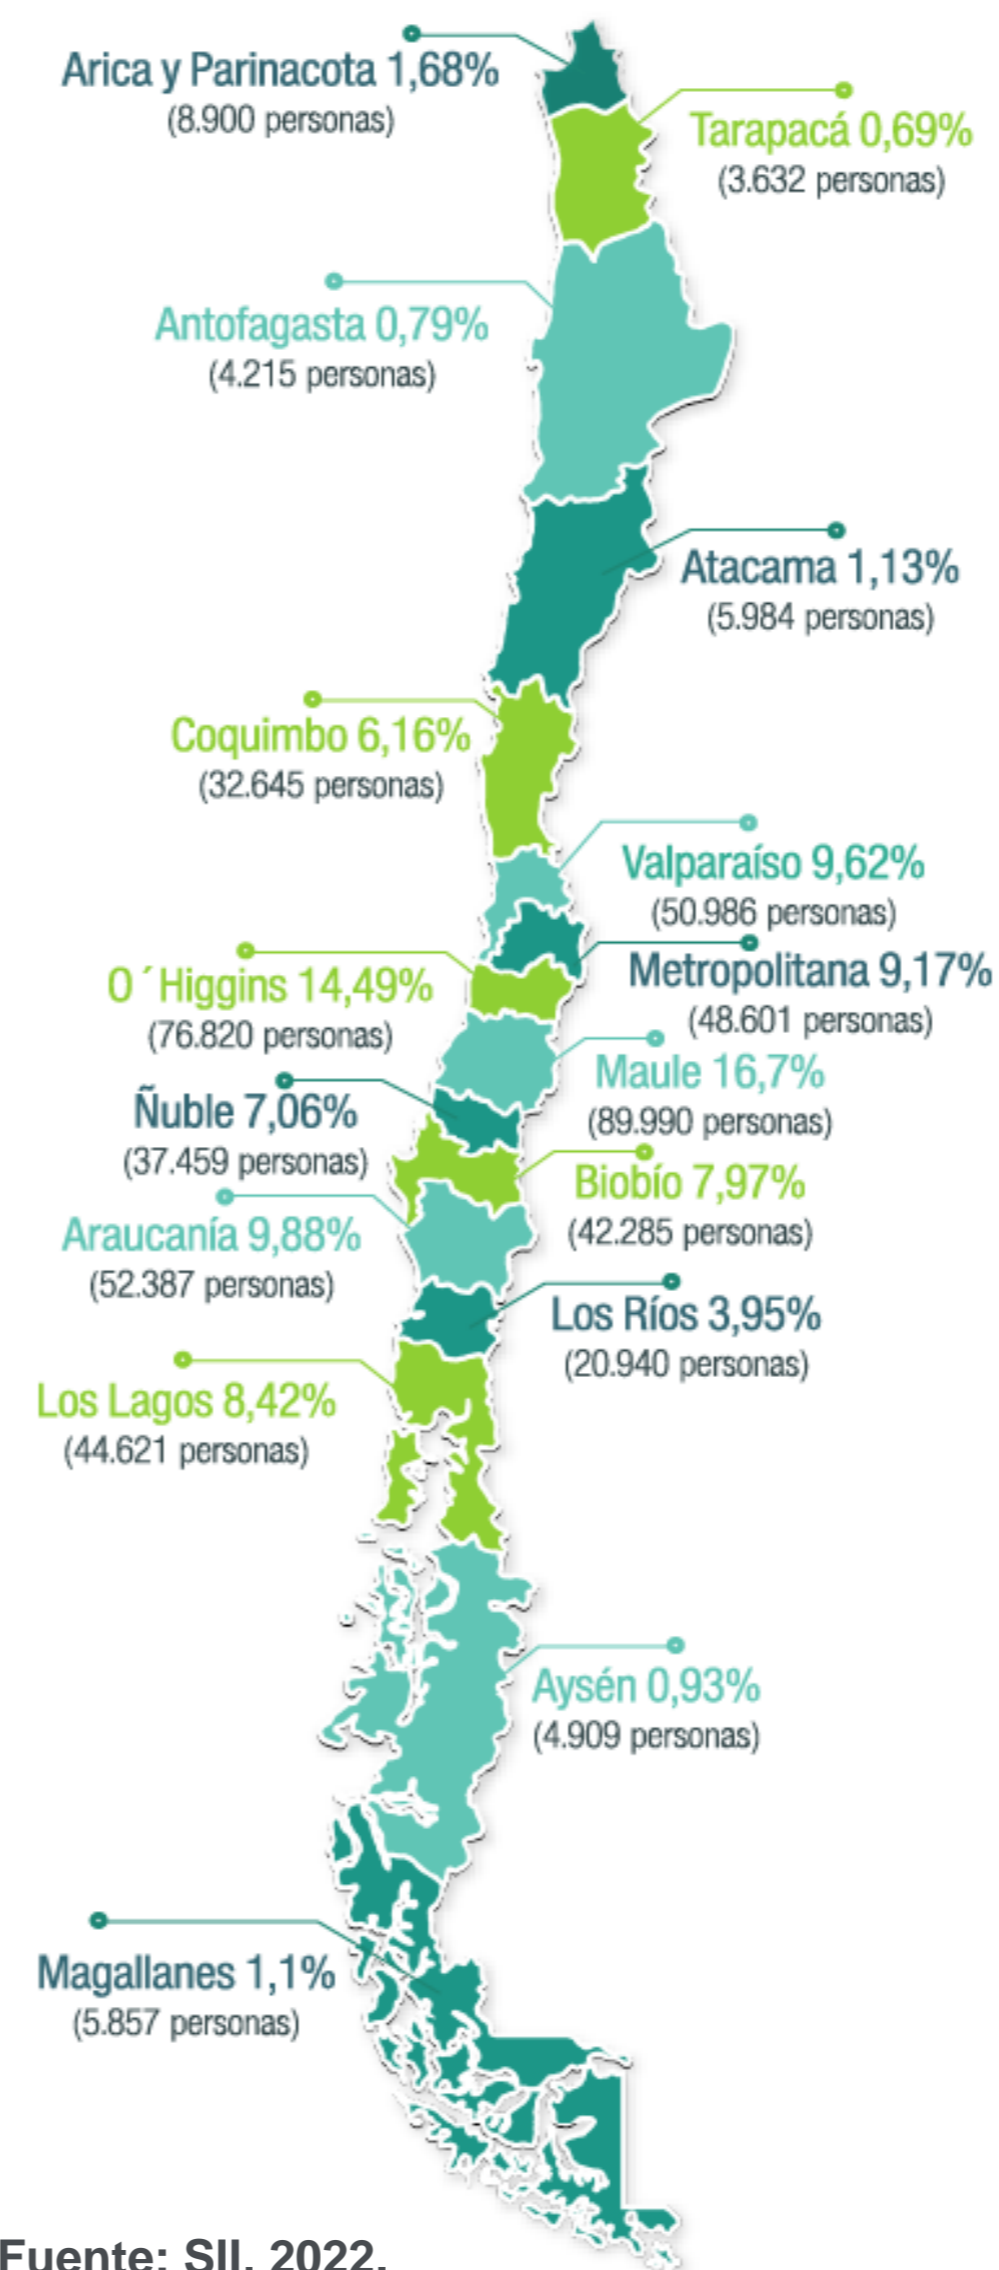 Arica y Parinacota 1,68%
(8.900 personas)
Tarapacá 0,69%
(3.632 personas)
Antofagasta 0,79%
(4.215 personas)
Atacama 1,13%
(5.984 personas)
Coquimbo 6,16%
(32.645 personas)
Valparaíso 9,62%
(50.986 personas)
Metropolitana 9,17%
(48.601 personas)
O´Higgins 14,49%
(76.820 personas)
Maule 16,7%
(89.990 personas)
Ñuble 7,06%
(37.459 personas)
Biobío 7,97%
(42.285 personas)
Araucanía 9,88%
(52.387 personas)
Los Ríos 3,95%
(20.940 personas)
Los Lagos 8,42%
(44.621 personas)
Aysén 0,93%
(4.909 personas)
Magallanes 1,1%
(5.857 personas)
Fuente: SII, 2022.